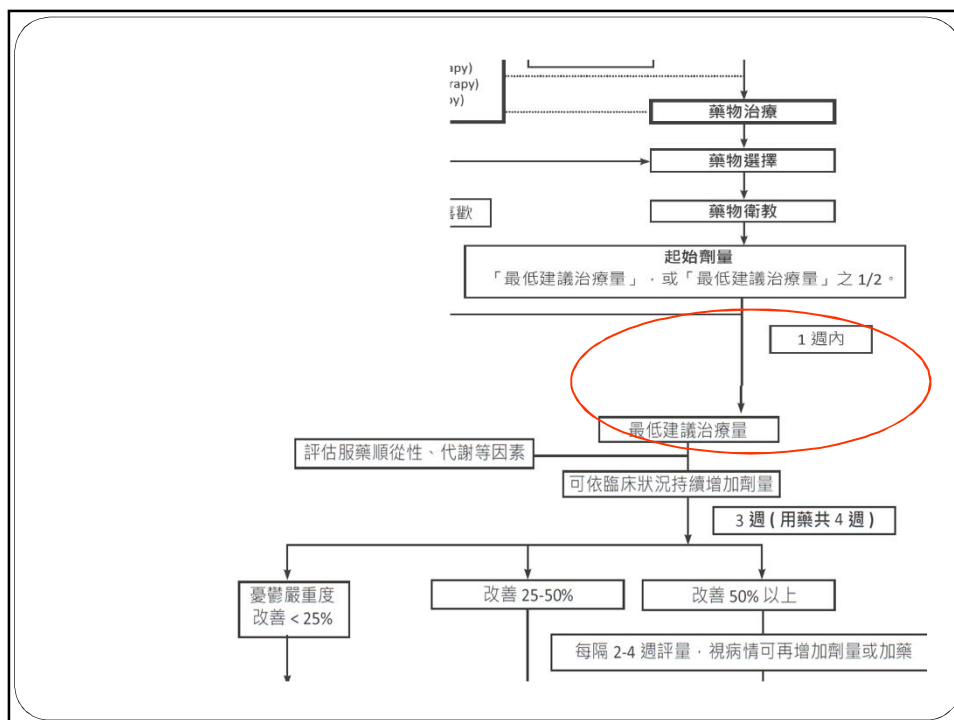 apy)
rapy)
py)
藥物治療
藥物選擇
喜歡
藥物衛教
起始劑量
「最低建議治療量」，或「最低建議治療量」之 1/2。
1 週內
最低建議治療量
評估服藥順從性、代謝等因素
可依臨床狀況持續增加劑量
3 週 ( 用藥共 4 週 )
憂鬱嚴重度
改善 < 25%
改善 25-50%
改善 50% 以上
每隔 2-4 週評量，視病情可再增加劑量或加藥